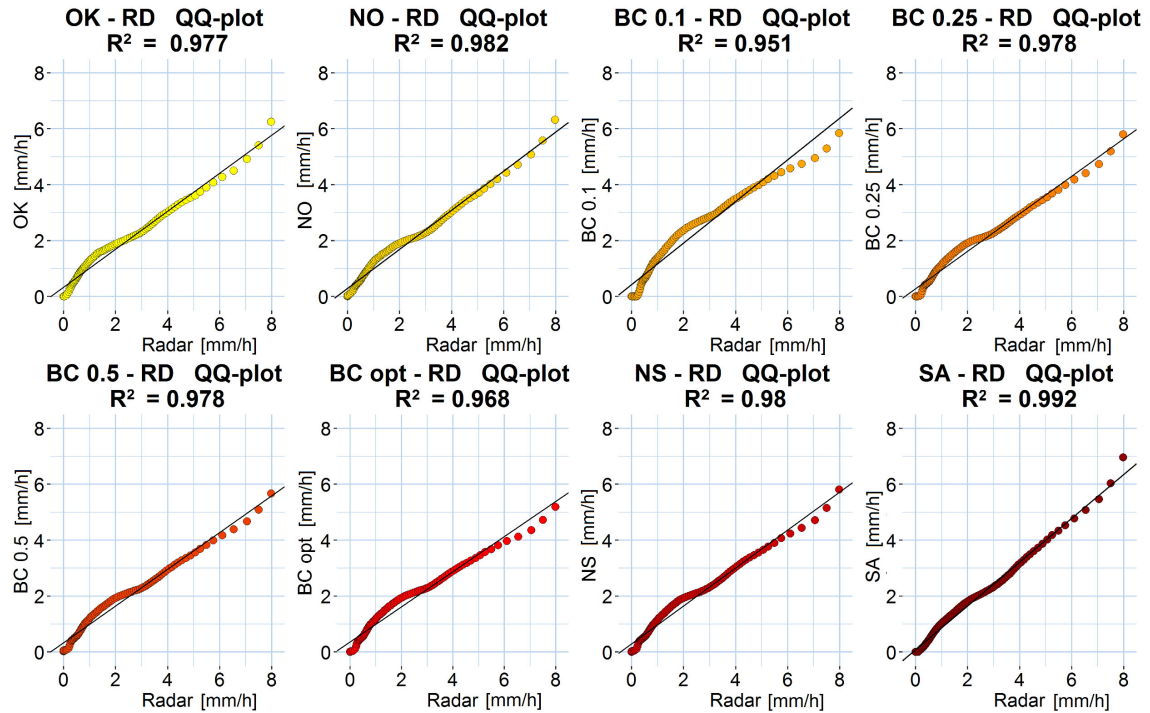 OK - RD QQ-plot
R² = 0.977
8
6
4
2
0
OK [mm/h]
0 2 4 6 8
Radar [mm/h]
NO - RD QQ-plot
R² = 0.982
8
6
4
2
0
NO [mm/h]
0 2 4 6 8
Radar [mm/h]
BC 0.1 - RD QQ-plot
R² = 0.951
8
6
4
2
0
BC 0.1 [mm/h]
0 2 4 6 8
Radar [mm/h]
BC 0.25 - RD QQ-plot
R² = 0.978
8
6
4
2
0
BC 0.25 [mm/h]
0 2 4 6 8
Radar [mm/h]
BC 0.5 - RD QQ-plot
R² = 0.978
8
6
4
2
0
BC 0.5 [mm/h]
0 2 4 6 8
Radar [mm/h]
BC opt - RD QQ-plot
R² = 0.968
8
6
4
2
0
BC opt [mm/h]
0 2 4 6 8
Radar [mm/h]
NS - RD QQ-plot
R² = 0.98
8
6
4
2
0
NS [mm/h]
0 2 4 6 8
Radar [mm/h]
SA - RD QQ-plot
R² = 0.992
8
6
4
2
0
SA [mm/h]
0 2 4 6 8
Radar [mm/h]